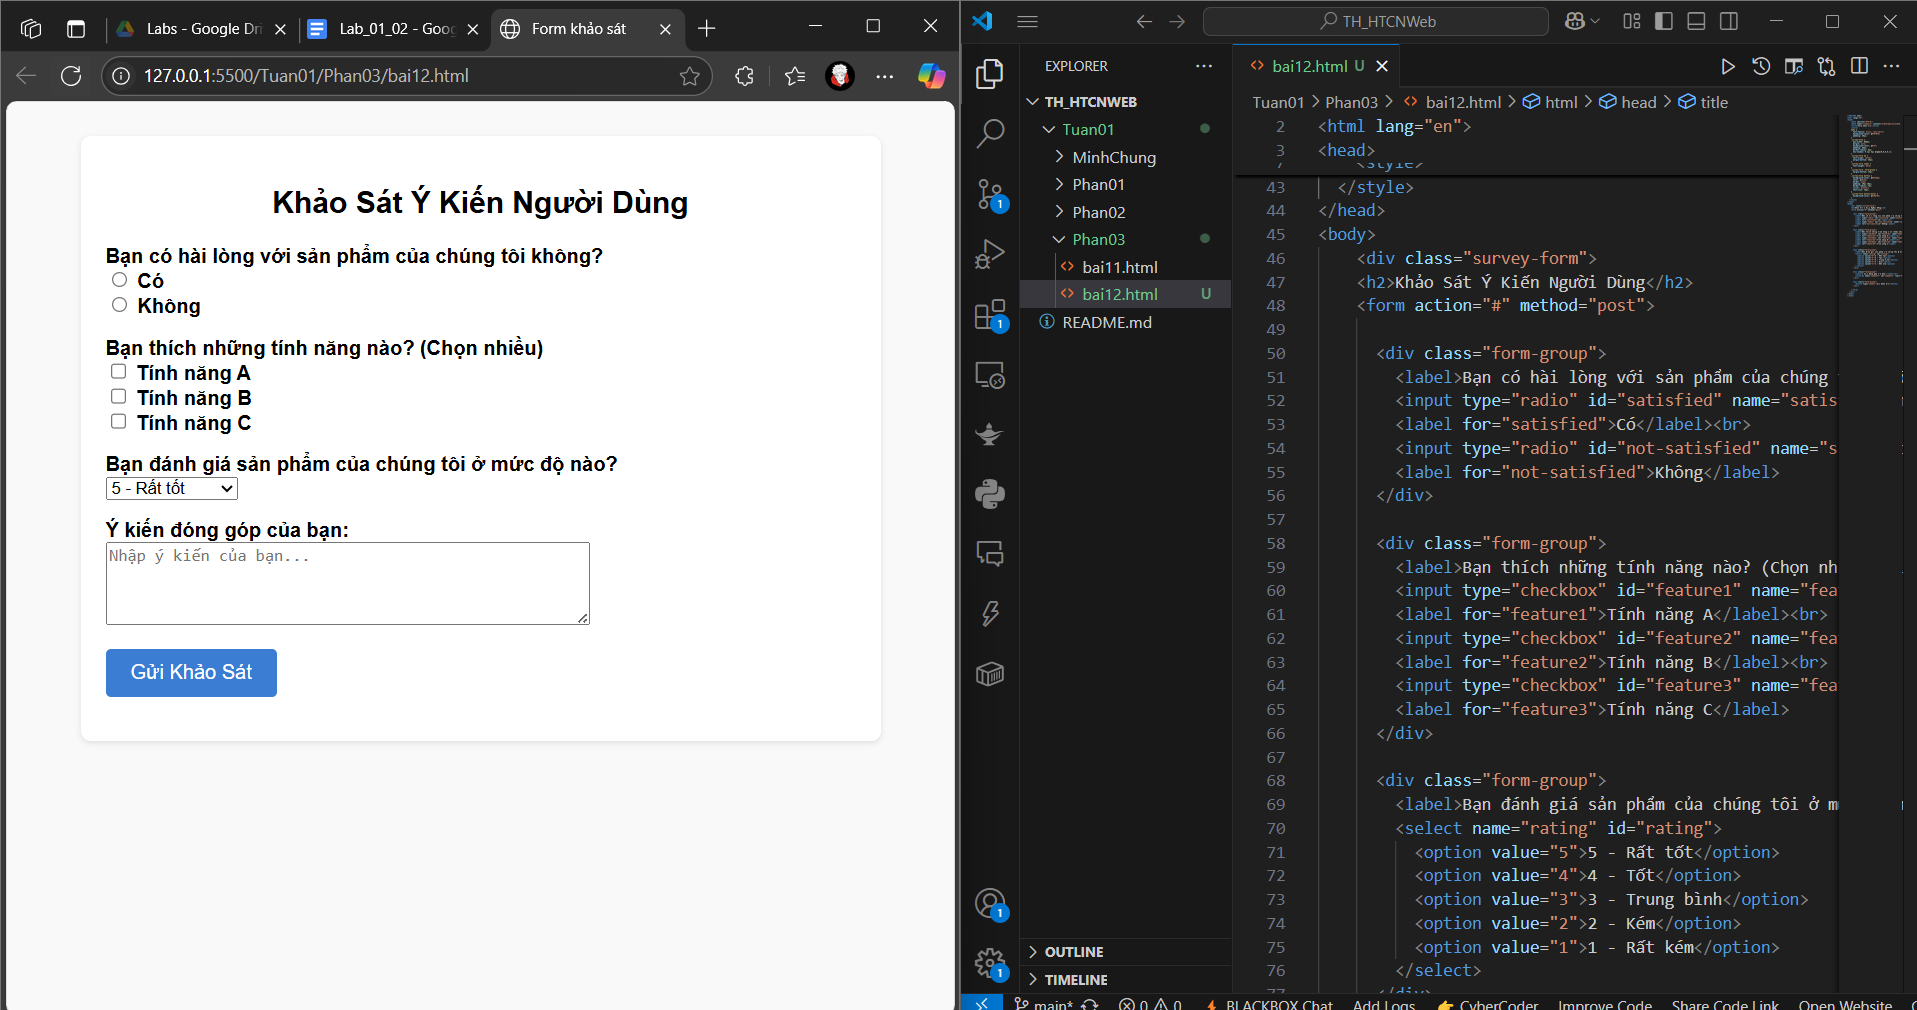 Labs - Google Dri
Lab_01_02 - Goog
Form khảo sát
127.0.0.1:5500/Tuan01/Phan03/bai12.html
Khảo Sát Ý Kiến Người Dùng
Bạn có hài lòng với sản phẩm của chúng tôi không?
Có
Không
Bạn thích những tính năng nào? (Chọn nhiều)
Tính năng A
Tính năng B
Tính năng C
Bạn đánh giá sản phẩm của chúng tôi ở mức độ nào?
5 - Rất tốt
Ý kiến đóng góp của bạn:
Nhập ý kiến của bạn...
Gửi Khảo Sát
TH_HTCNWeb
EXPLORER
TH_HTCNWEB
Tuan01
MinhChung
Phan01
Phan02
Phan03
bai11.html
bai12.html U
README.md
OUTLINE
TIMELINE
1
1
1
1
bai12.html U
Tuan01 > Phan03 > bai12.html > html > head > title
2 <html lang="en">
3 <head>
7 <style>
43 </style>
44 </head>
45 <body>
46 <div class="survey-form">
47 <h2>Khảo Sát Ý Kiến Người Dùng</h2>
48 <form action="#" method="post">
49
50 <div class="form-group">
51 <label>Bạn có hài lòng với sản phẩm của chúng
52 <input type="radio" id="satisfied" name="satis
53 <label for="satisfied">Có</label><br>
54 <input type="radio" id="not-satisfied" name="s
55 <label for="not-satisfied">Không</label>
56 </div>
57
58 <div class="form-group">
59 <label>Bạn thích những tính năng nào? (Chọn nh
60 <input type="checkbox" id="feature1" name="fea
61 <label for="feature1">Tính năng A</label><br>
62 <input type="checkbox" id="feature2" name="fea
63 <label for="feature2">Tính năng B</label><br>
64 <input type="checkbox" id="feature3" name="fea
65 <label for="feature3">Tính năng C</label>
66 </div>
67
68 <div class="form-group">
69 <label>Bạn đánh giá sản phẩm của chúng tôi ở m
70 <select name="rating" id="rating">
71 <option value="5">5 - Rất tốt</option>
72 <option value="4">4 - Tốt</option>
73 <option value="3">3 - Trung bình</option>
74 <option value="2">2 - Kém</option>
75 <option value="1">1 - Rất kém</option>
76 </select>
77 </div>
main* 0 0 BLACKBOX Chat Add Logs CyberCoder Improve Code Share Code Link Open Website